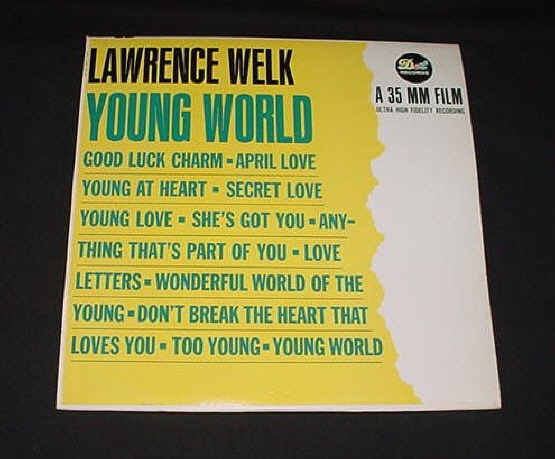 LAWRENCE WELK
YOUNG WORLD
GOOD LUCK CHARM▪APRIL LOVE
YOUNG AT HEART ▪ SECRET LOVE
YOUNG LOVE ▪ SHE'S GOT YOU▪ANY-
THING THAT'S PART OF YOU▪LOVE
LETTERS▪WONDERFUL WORLD OF THE
YOUNG▪DON'T BREAK THE HEART THAT
LOVES YOU▪TOO YOUNG▪YOUNG WORLD
Dot
RECORDS
A 35 MM FILM
ULTRA HIGH FIDELITY RECORDING